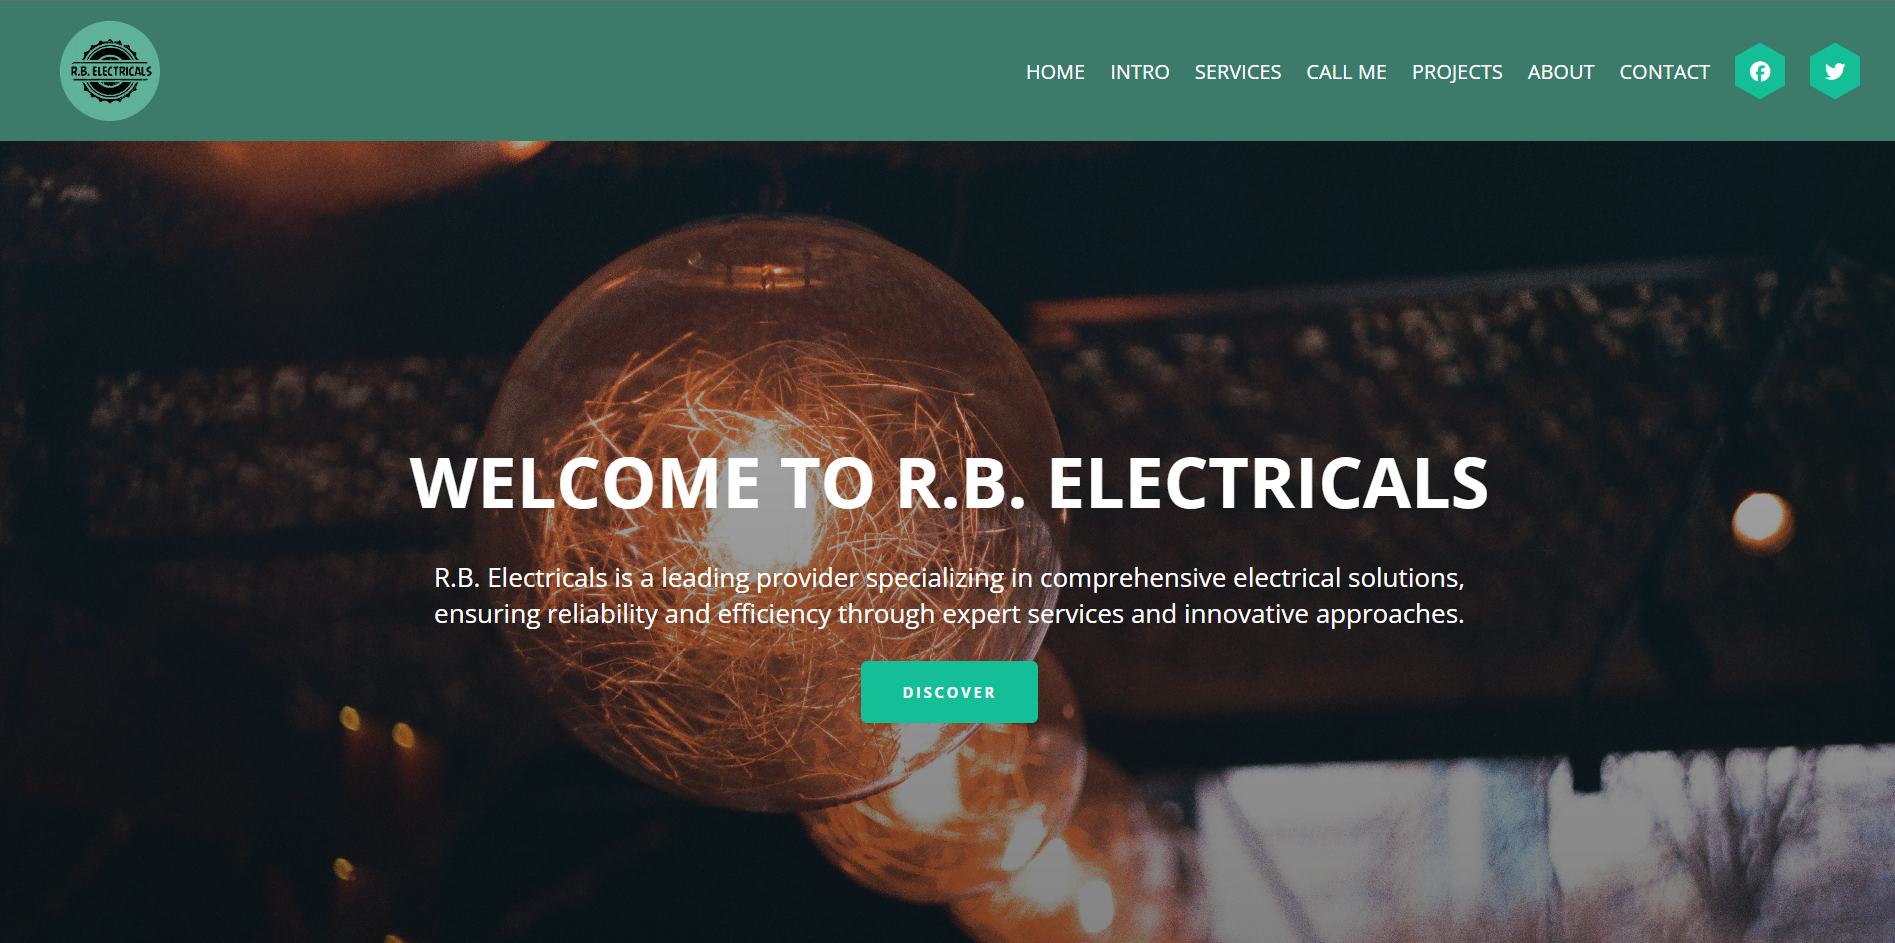 R.B. ELECTRICALS
HOME INTRO SERVICES CALL ME PROJECTS ABOUT CONTACT
WELCOME TO R.B. ELECTRICALS
R.B. Electricals is a leading provider specializing in comprehensive electrical solutions,
ensuring reliability and efficiency through expert services and innovative approaches.
DISCOVER